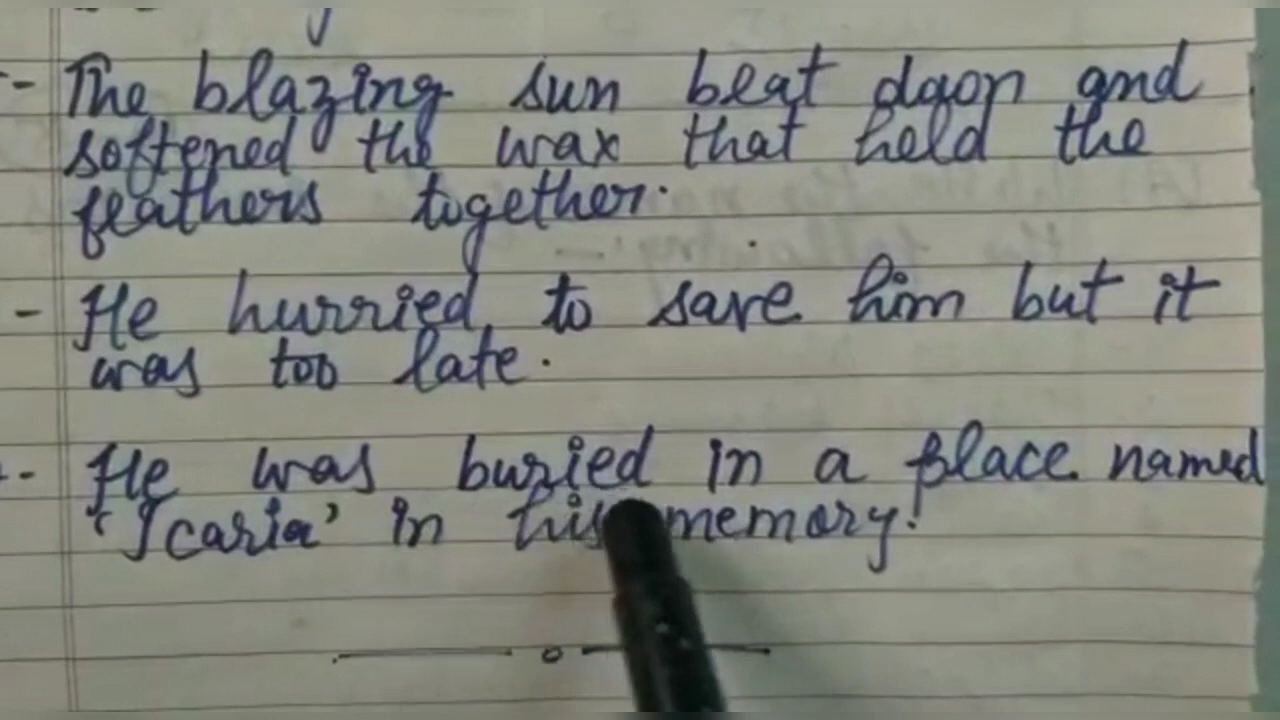 - The blazing sun beat daon and
softened the wax that held the
feathers together.
- He hurried to save him but it
was too late.
- He was buried in a place named
'Icaria' in his memory.